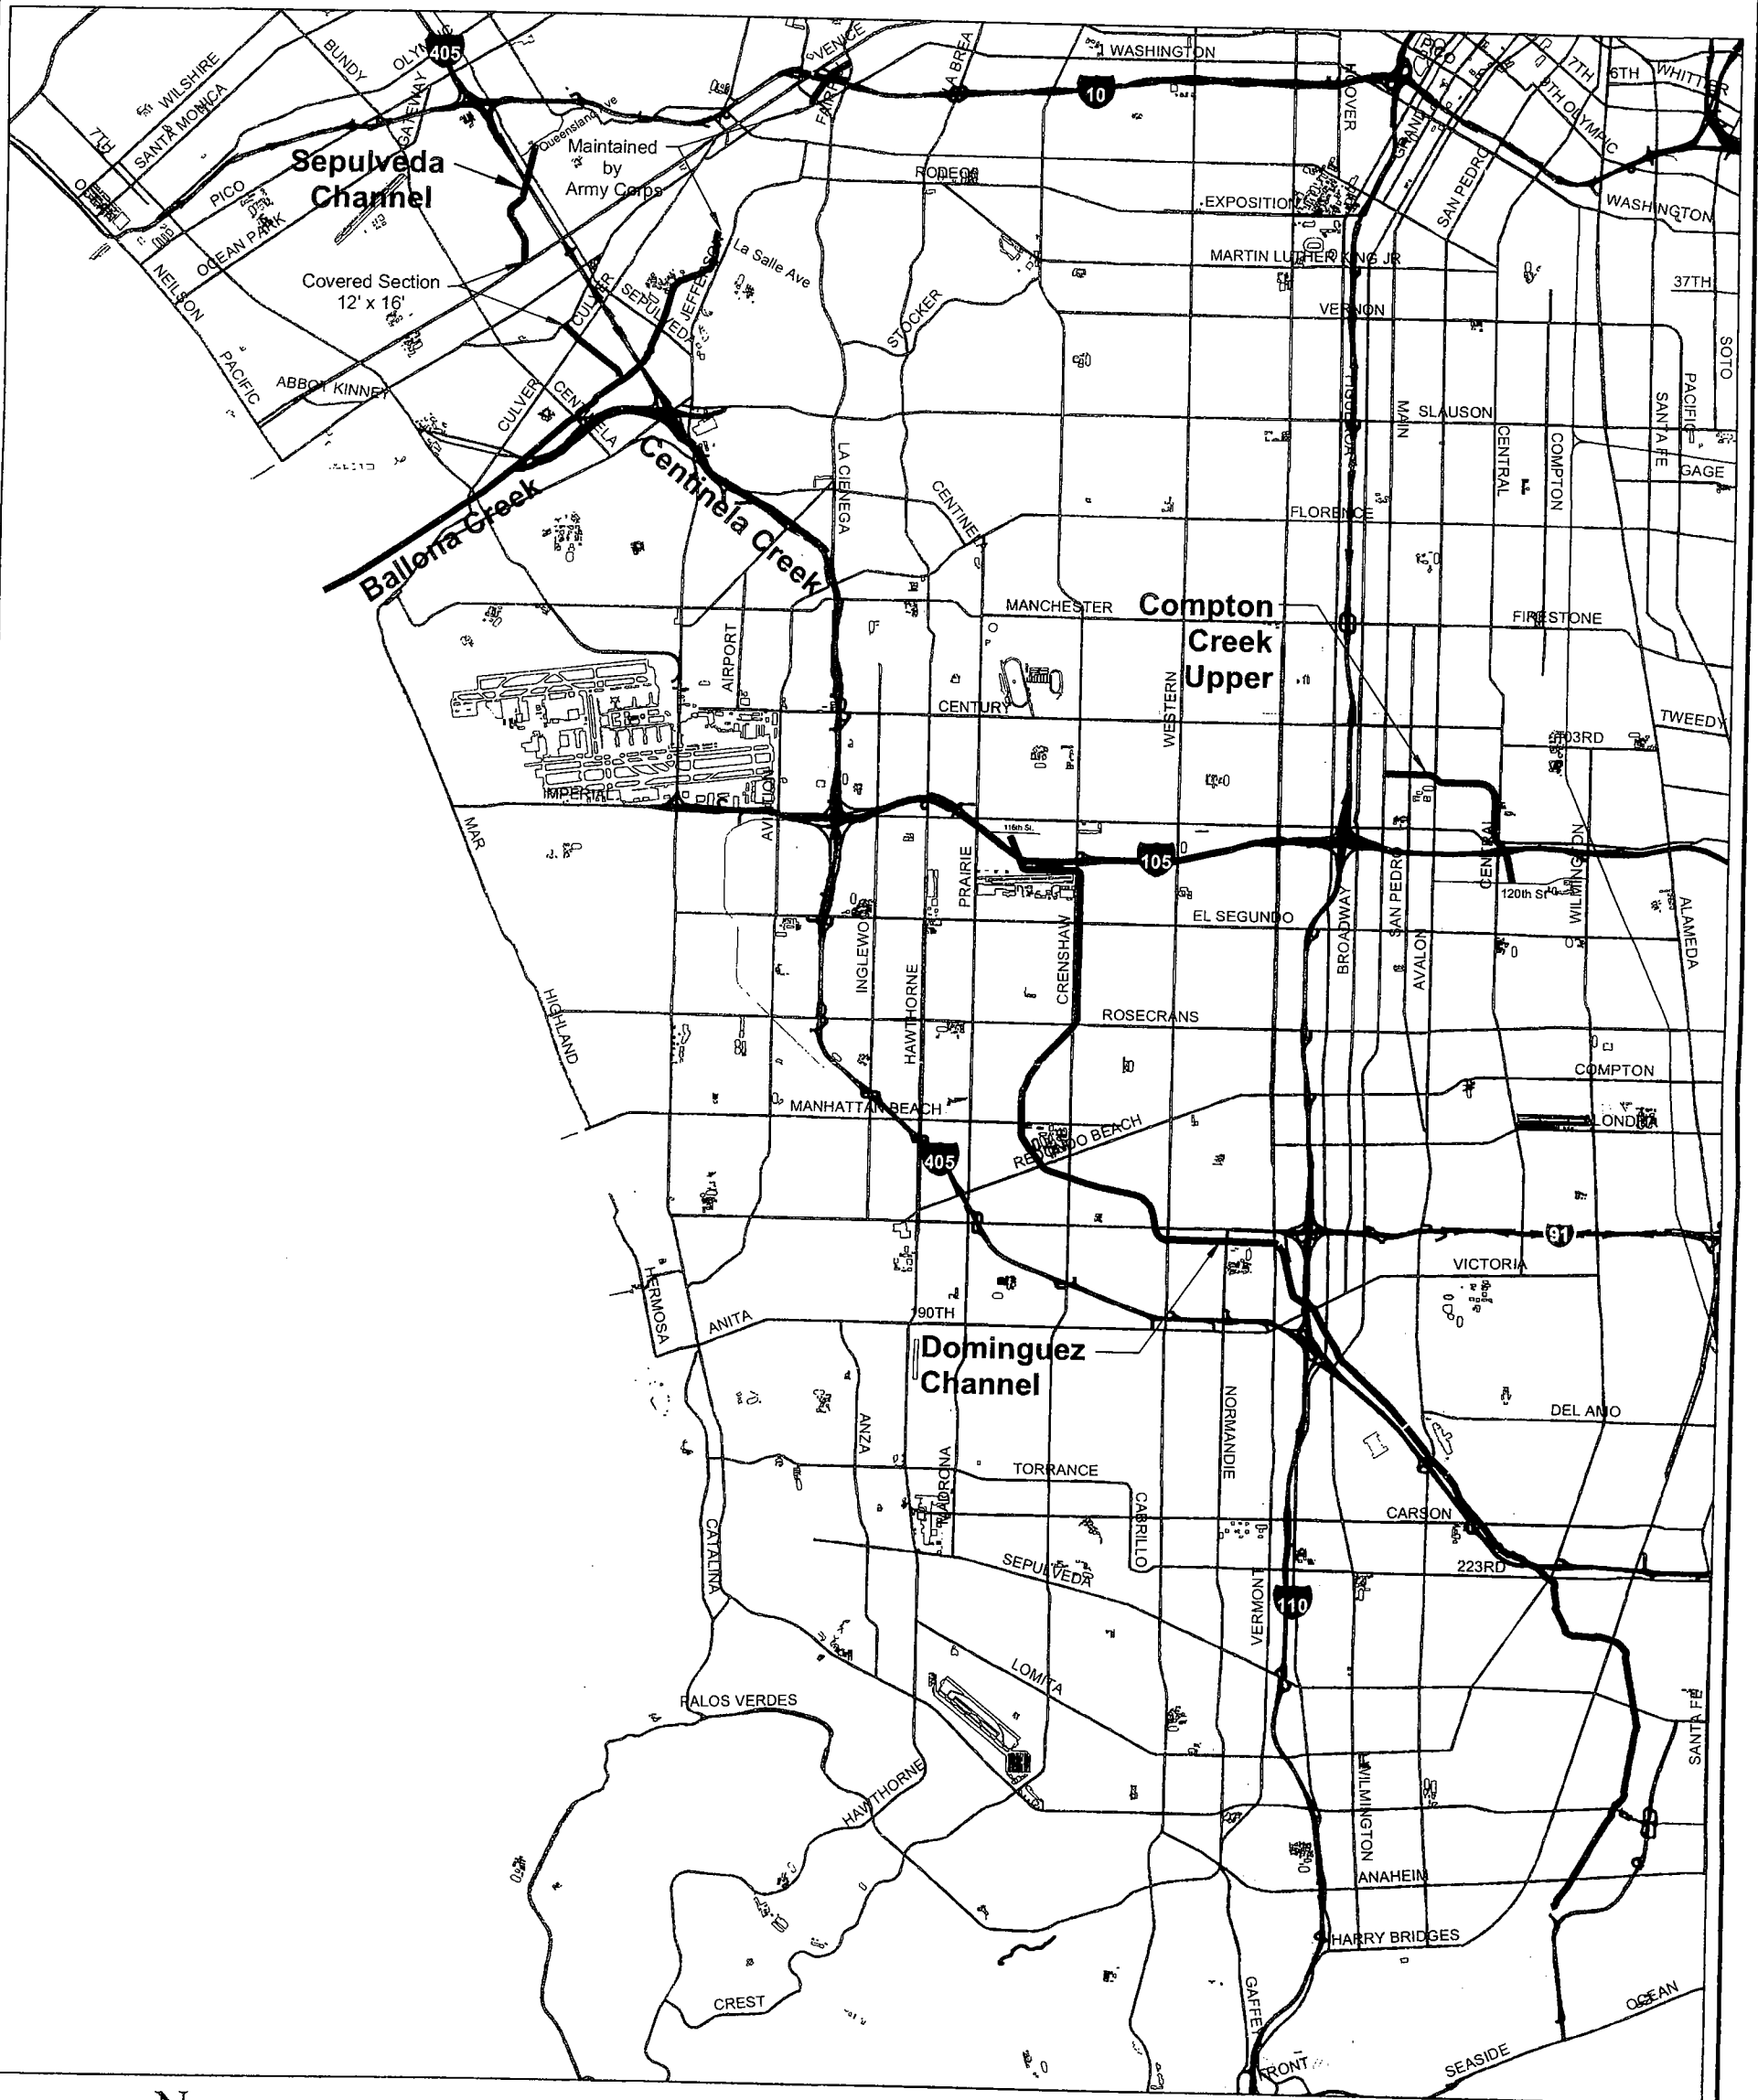 405
WILSHIRE
SANTA MONICA
7TH
BUNDY
GATEWAY
VENICE
LA BREA
WASHINGTON
10
HOOVER
PICO
17TH
6TH
WHITTIER
9TH OLYMPIC
GRAND
SAN PEDRO
WASHINGTON
Queensland Ave
Sepulveda
Channel
Maintained
by
Army Corps
PICO
OCEAN PARK
NEILSON
RODEO
EXPOSITION
MARTIN LUTHER KING JR
37TH
Covered Section
12' x 16'
CULVER
SEPULVEDA
JEFFERSON
La Salle Ave
STOCKER
VERNON
SOTO
PACIFIC
ABBOT KINNEY
CULVER
CENTINELA
FIGUEROA
MAIN
SLAUSON
CENTRAL
COMPTON
SANTA FE
PACIFIC
GAGE
Ballona Creek
Centinela Creek
LA CIENEGA
CENTINELA
FLORENCE
MANCHESTER
FIRESTONE
Compton
Creek
Upper
AIRPORT
CENTURY
WESTERN
TWEEDY
103RD
IMPERIAL
AVIATION
MAR
116th St.
105
PRAIRIE
SAN PEDRO
CENTRAL
WILMINGTON
120th St
ALAMEDA
INGLEWOOD
CRENSHAW
EL SEGUNDO
BROADWAY
AVALON
HIGHLAND
HAWTHORNE
ROSECRANS
COMPTON
MANHATTAN BEACH
405
REDONDO BEACH
91
VICTORIA
HERMOSA
ANITA
190TH
Dominguez
Channel
ANZA
NORMANDIE
DEL AMO
MADRONA
TORRANCE
CABRILLO
CARSON
CATALINA
SEPULVEDA
223RD
VERMONT
110
LOMITA
PALOS VERDES
HAWTHORNE
SANTA FE
WILMINGTON
ANAHEIM
HARRY BRIDGES
CREST
GAFFEY
OCEAN
FRONT
SEASIDE
N